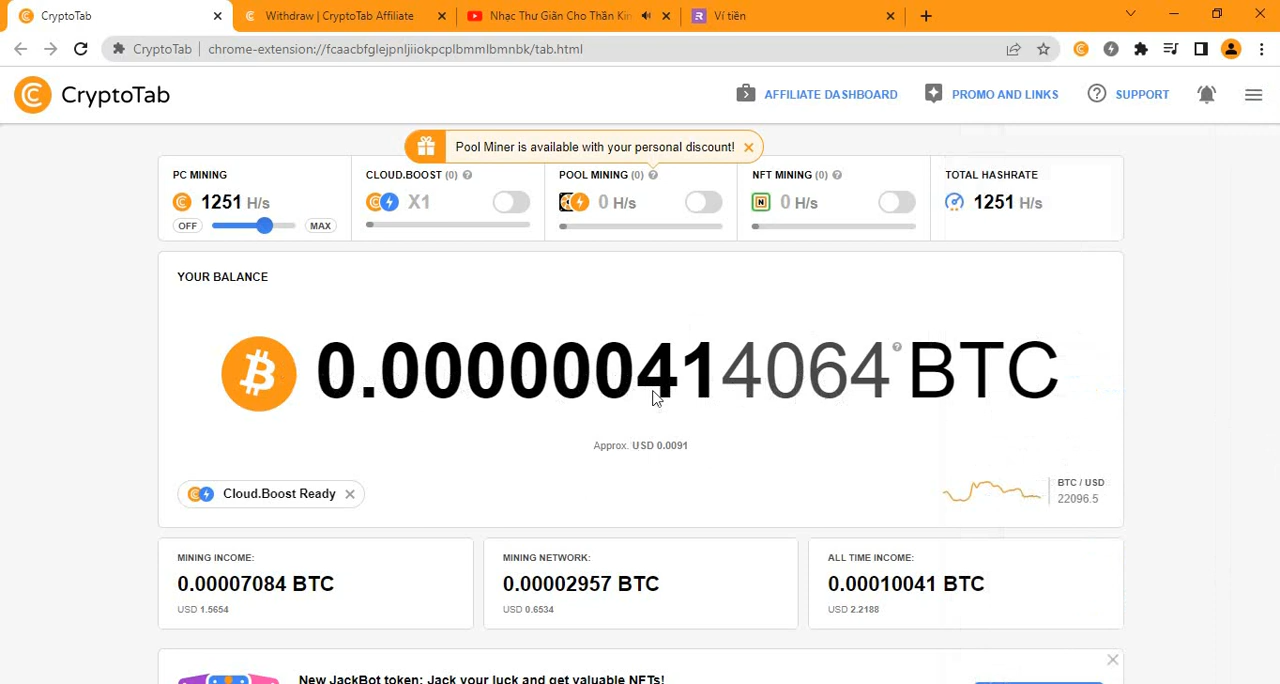 CryptoTab
Withdraw | CryptoTab Affiliate
Nhạc Thư Giãn Cho Thần Kin
Ví tiền
CryptoTab
chrome-extension://fcaacbfglejpnljiiokpcplbmmlbmnbk/tab.html
CryptoTab
AFFILIATE DASHBOARD
PROMO AND LINKS
SUPPORT
Pool Miner is available with your personal discount!
PC MINING
CLOUD.BOOST (0)
POOL MINING (0)
NFT MINING (0)
TOTAL HASHRATE
1251 H/s
X1
0 H/s
0 H/s
1251 H/s
OFF
MAX
YOUR BALANCE
0.000000414064 BTC
Approx. USD 0.0091
Cloud.Boost Ready
BTC / USD
22096.5
MINING INCOME:
0.00007084 BTC
USD 1.5654
MINING NETWORK:
0.00002957 BTC
USD 0.6534
ALL TIME INCOME:
0.00010041 BTC
USD 2.2188
New JackBot token: Jack your luck and get valuable NFTs!